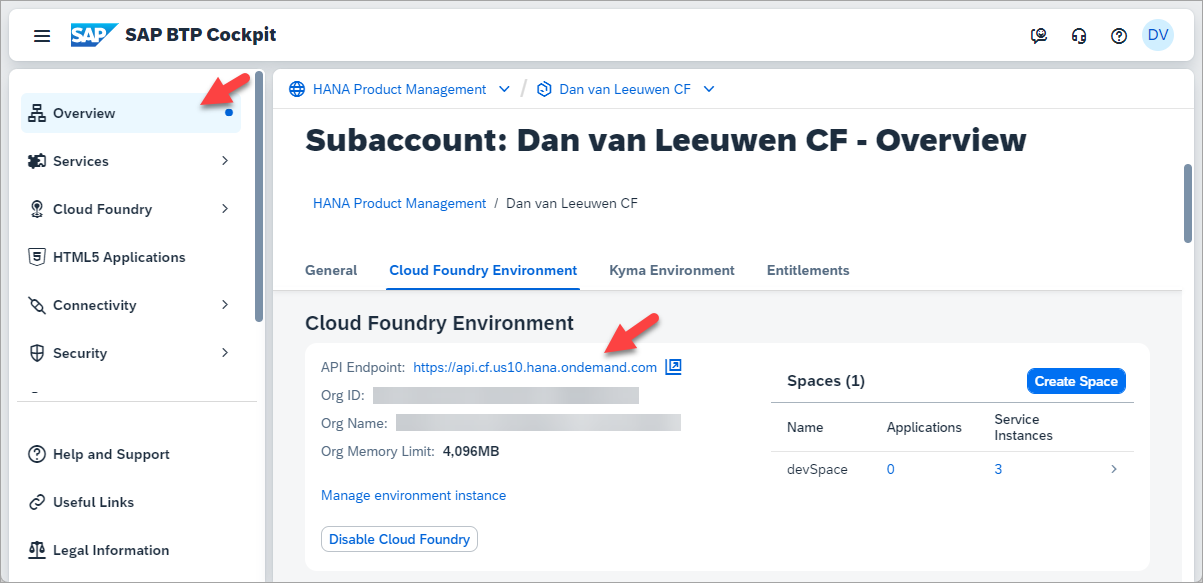 SAP SAP BTP Cockpit
DV
Overview
Services
Cloud Foundry
HTML5 Applications
Connectivity
Security
Help and Support
Useful Links
Legal Information
HANA Product Management / Dan van Leeuwen CF
Subaccount: Dan van Leeuwen CF - Overview
HANA Product Management / Dan van Leeuwen CF
General Cloud Foundry Environment Kyma Environment Entitlements
Cloud Foundry Environment
API Endpoint: https://api.cf.us10.hana.ondemand.com
Org ID:
Org Name:
Org Memory Limit: 4,096MB
Manage environment instance
Disable Cloud Foundry
Spaces (1) Create Space
Name Applications Service Instances
devSpace 0 3